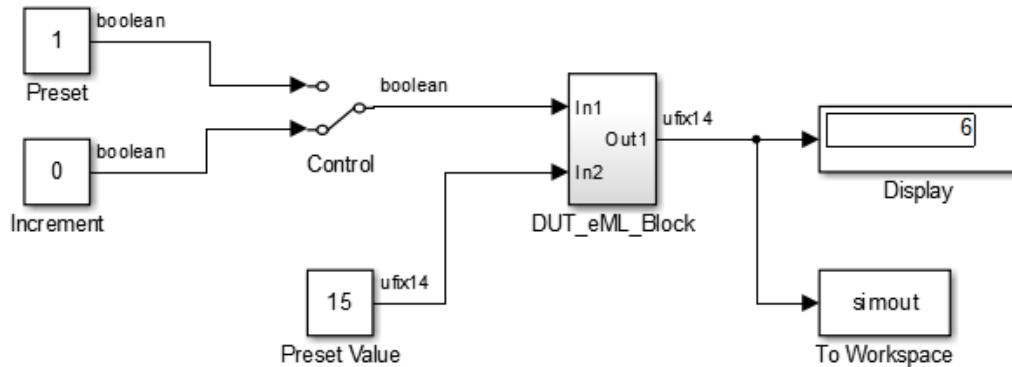 boolean
1
Preset
boolean
0
Increment
Control
boolean
In1
In2
Out1
DUT_eML_Block
ufix14
15
ufix14
Preset Value
6
Display
simout
To Workspace